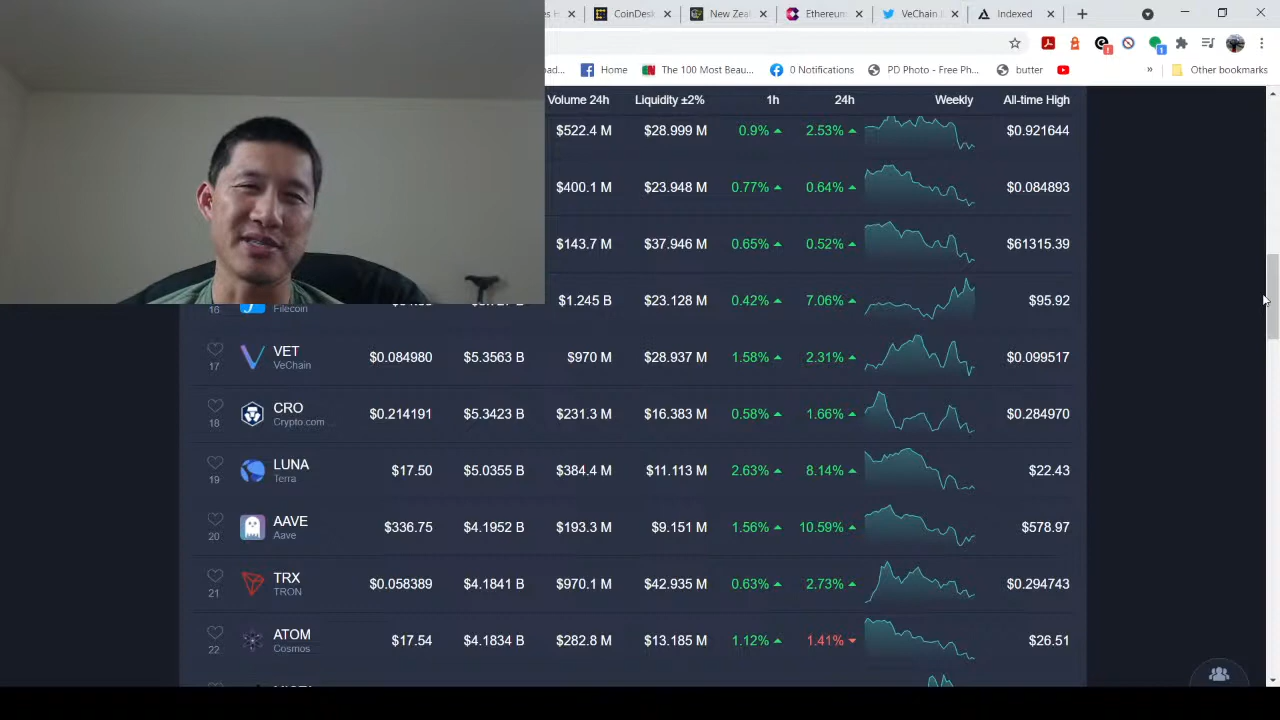 CoinDesl
New Zeal
Ethereum
VeChain
Indexed
Home
The 100 Most Beau...
0 Notifications
PD Photo - Free Ph...
butter
»
Other bookmarks
Volume 24h Liquidity ±2% 1h 24h Weekly All-time High
$522.4 M $28.999 M 0.9% 2.53% $0.921644
$400.1 M $23.948 M 0.77% 0.64% $0.084893
$143.7 M $37.946 M 0.65% 0.52% $61315.39
16 Filecoin $1.245 B $23.128 M 0.42% 7.06% $95.92
17 VET VeChain $0.084980 $5.3563 B $970 M $28.937 M 1.58% 2.31% $0.099517
18 CRO Crypto.com $0.214191 $5.3423 B $231.3 M $16.383 M 0.58% 1.66% $0.284970
19 LUNA Terra $17.50 $5.0355 B $384.4 M $11.113 M 2.63% 8.14% $22.43
20 AAVE Aave $336.75 $4.1952 B $193.3 M $9.151 M 1.56% 10.59% $578.97
21 TRX TRON $0.058389 $4.1841 B $970.1 M $42.935 M 0.63% 2.73% $0.294743
22 ATOM Cosmos $17.54 $4.1834 B $282.8 M $13.185 M 1.12% 1.41% $26.51